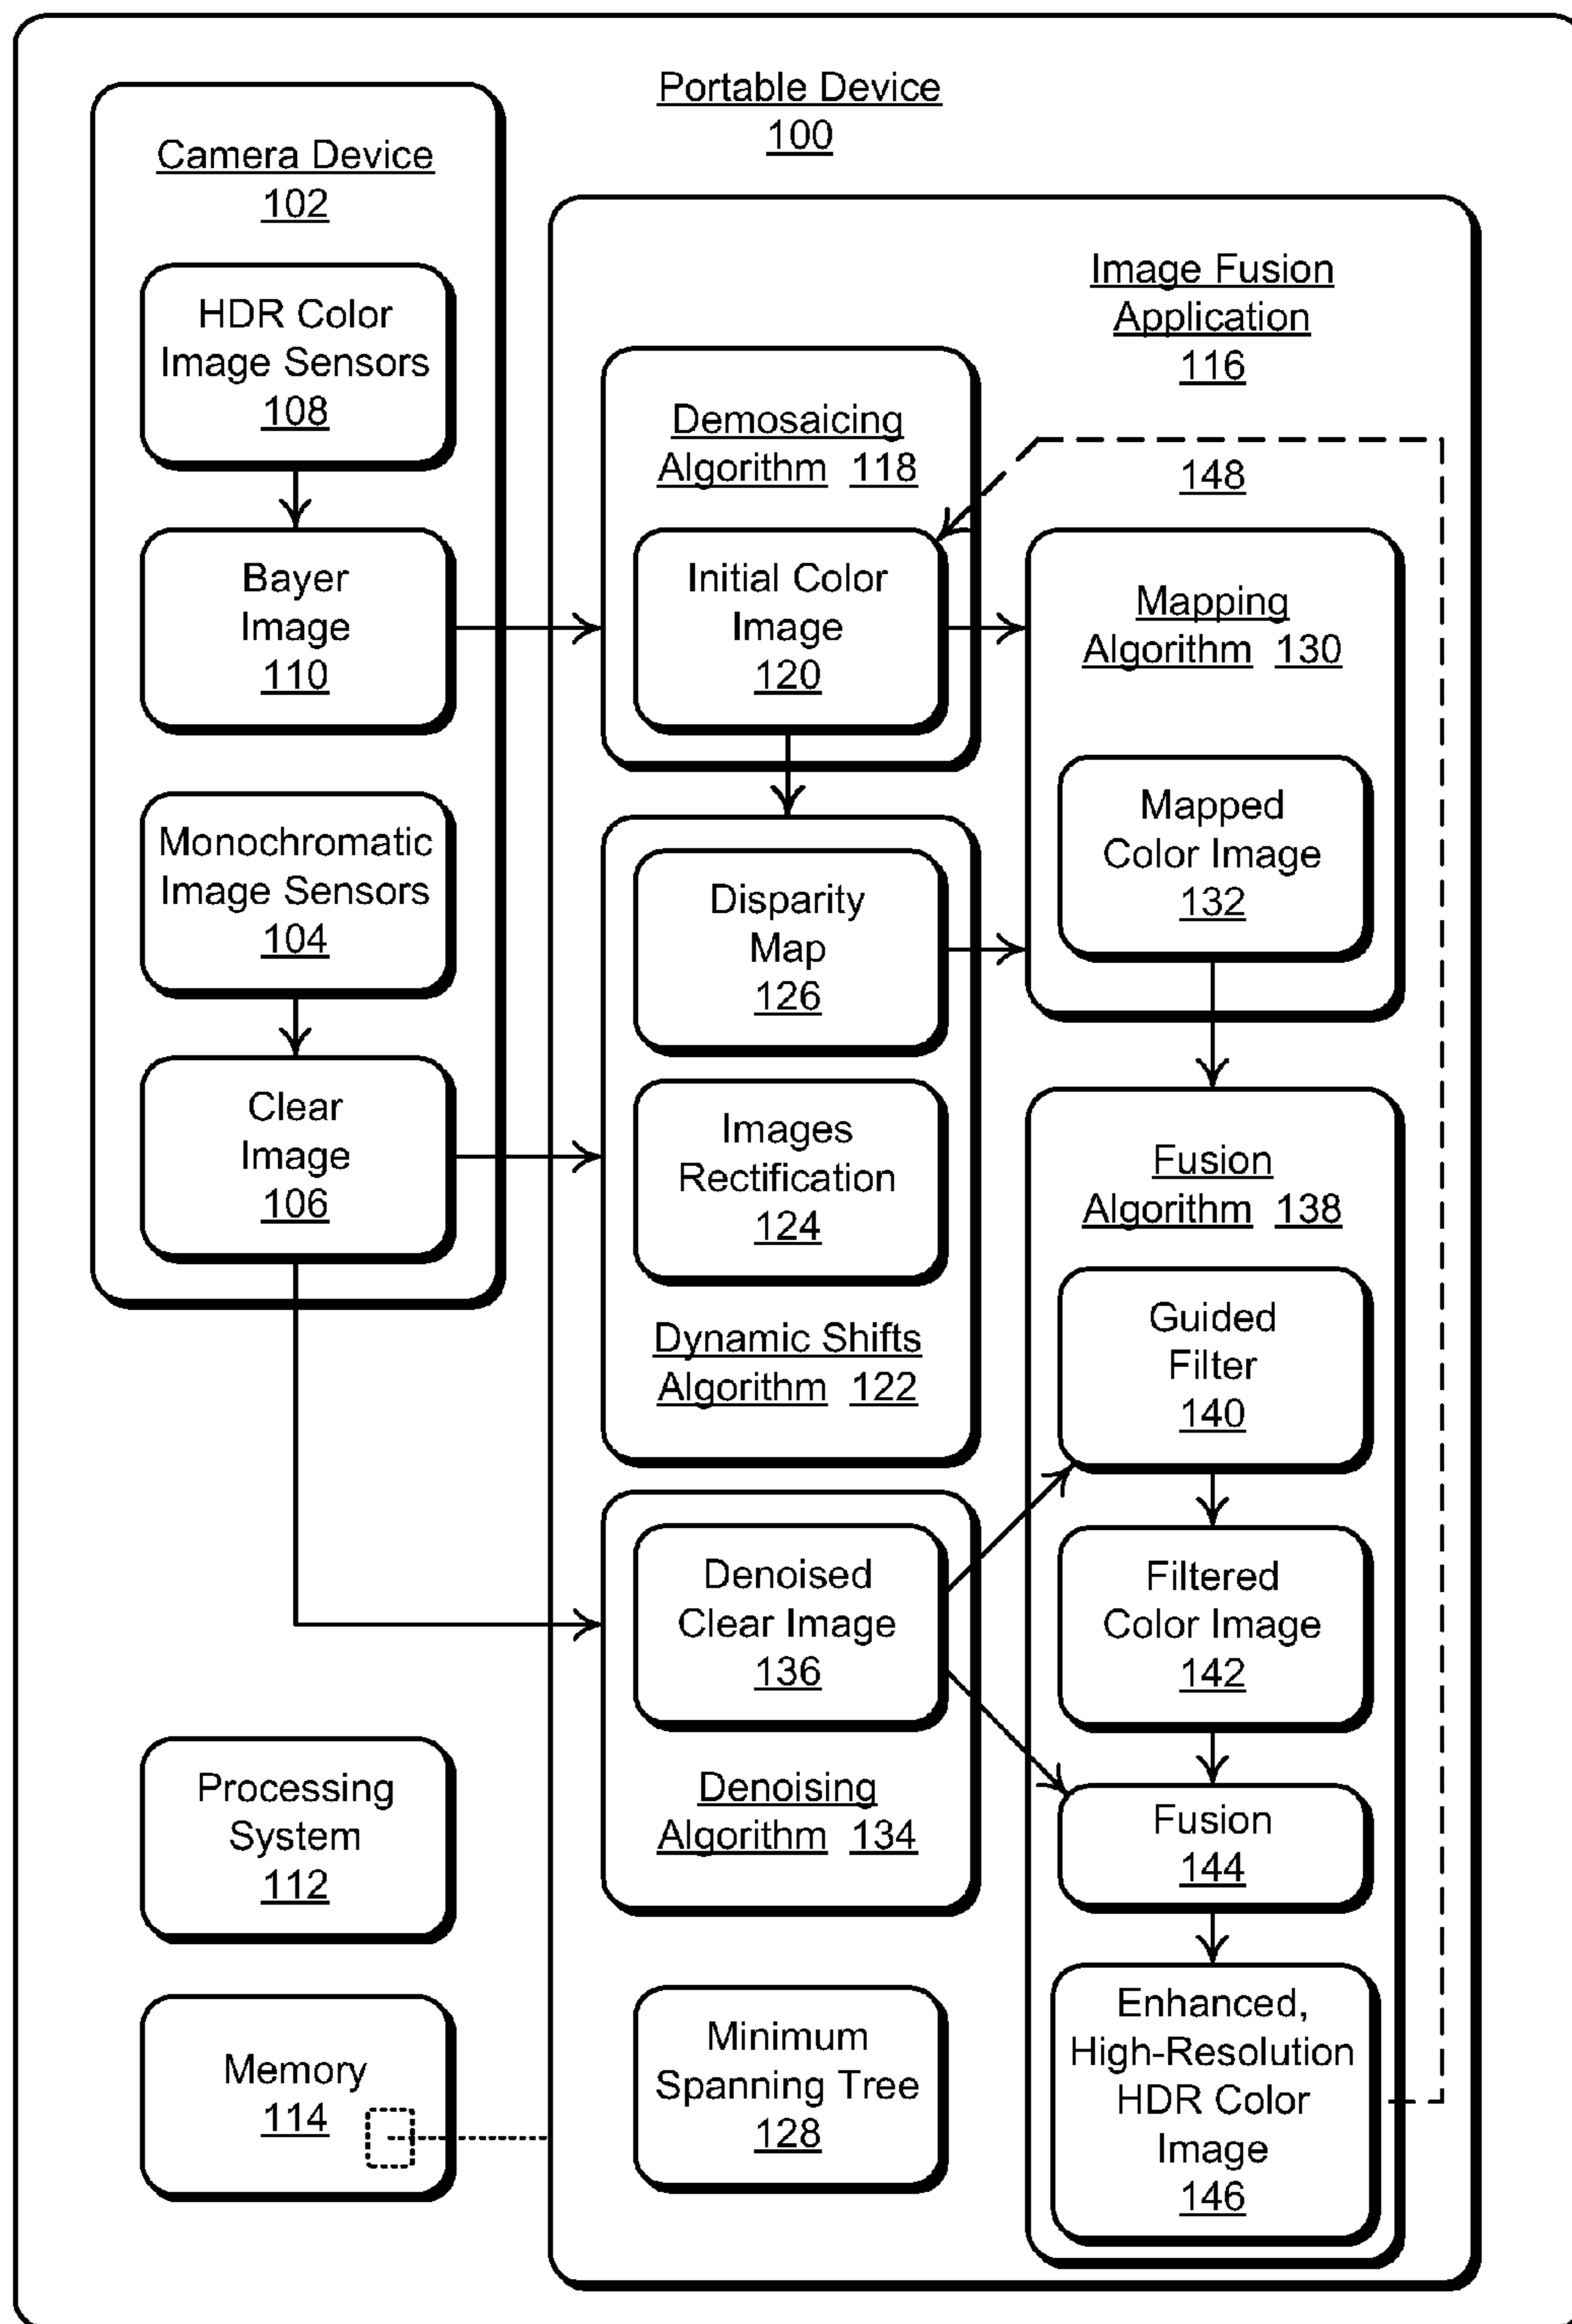 Portable Device
100
Camera Device
102
HDR Color
Image Sensors
108
Bayer
Image
110
Monochromatic
Image Sensors
104
Clear
Image
106
Processing
System
112
Memory
114
Image Fusion
Application
116
Demosaicing
Algorithm 118
Initial Color
Image
120
148
Disparity
Map
126
Images
Rectification
124
Dynamic Shifts
Algorithm 122
Denoised
Clear Image
136
Denoising
Algorithm 134
Minimum
Spanning Tree
128
Mapping
Algorithm 130
Mapped
Color Image
132
Fusion
Algorithm 138
Guided
Filter
140
Filtered
Color Image
142
Fusion
144
Enhanced,
High-Resolution
HDR Color
Image
146